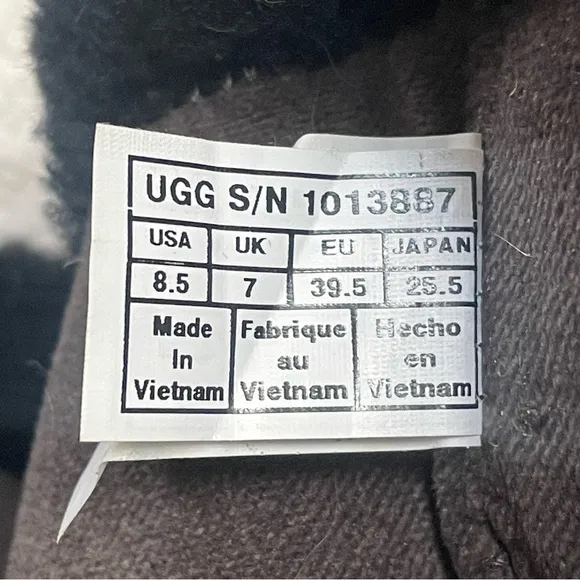 UGG S/N 1013887
USA UK EU JAPAN
8.5 7 39.5 25.5
Made Fabrique Hecho
In au en
Vietnam Vietnam Vietnam